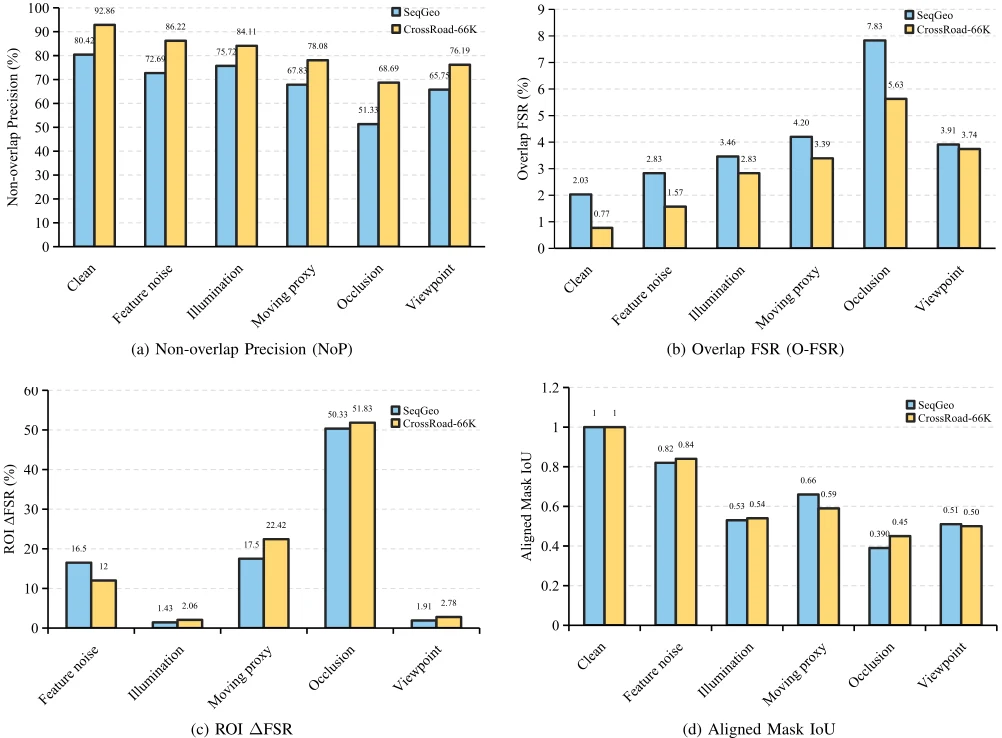 Non-overlap Precision (%)
100
90
80
70
60
50
40
30
20
10
0
80.42
92.86
72.69
86.22
75.72
84.11
67.83
78.08
51.33
68.69
65.75
76.19
SeqGeo
CrossRoad-66K
Clean
Feature noise
Illumination
Moving proxy
Occlusion
Viewpoint
(a) Non-overlap Precision (NoP)
Overlap FSR (%)
9
8
7
6
5
4
3
2
1
0
2.03
0.77
2.83
1.57
3.46
2.83
4.20
3.39
7.83
5.63
3.91
3.74
SeqGeo
CrossRoad-66K
Clean
Feature noise
Illumination
Moving proxy
Occlusion
Viewpoint
(b) Overlap FSR (O-FSR)
ROI ΔFSR (%)
60
50
40
30
20
10
0
16.5
12
1.43
2.06
17.5
22.42
50.33
51.83
1.91
2.78
SeqGeo
CrossRoad-66K
Feature noise
Illumination
Moving proxy
Occlusion
Viewpoint
(c) ROI ΔFSR
Aligned Mask IoU
1.2
1
0.8
0.6
0.4
0.2
0
1
1
0.82
0.84
0.53
0.54
0.66
0.59
0.390
0.45
0.51
0.50
SeqGeo
CrossRoad-66K
Clean
Feature noise
Illumination
Moving proxy
Occlusion
Viewpoint
(d) Aligned Mask IoU